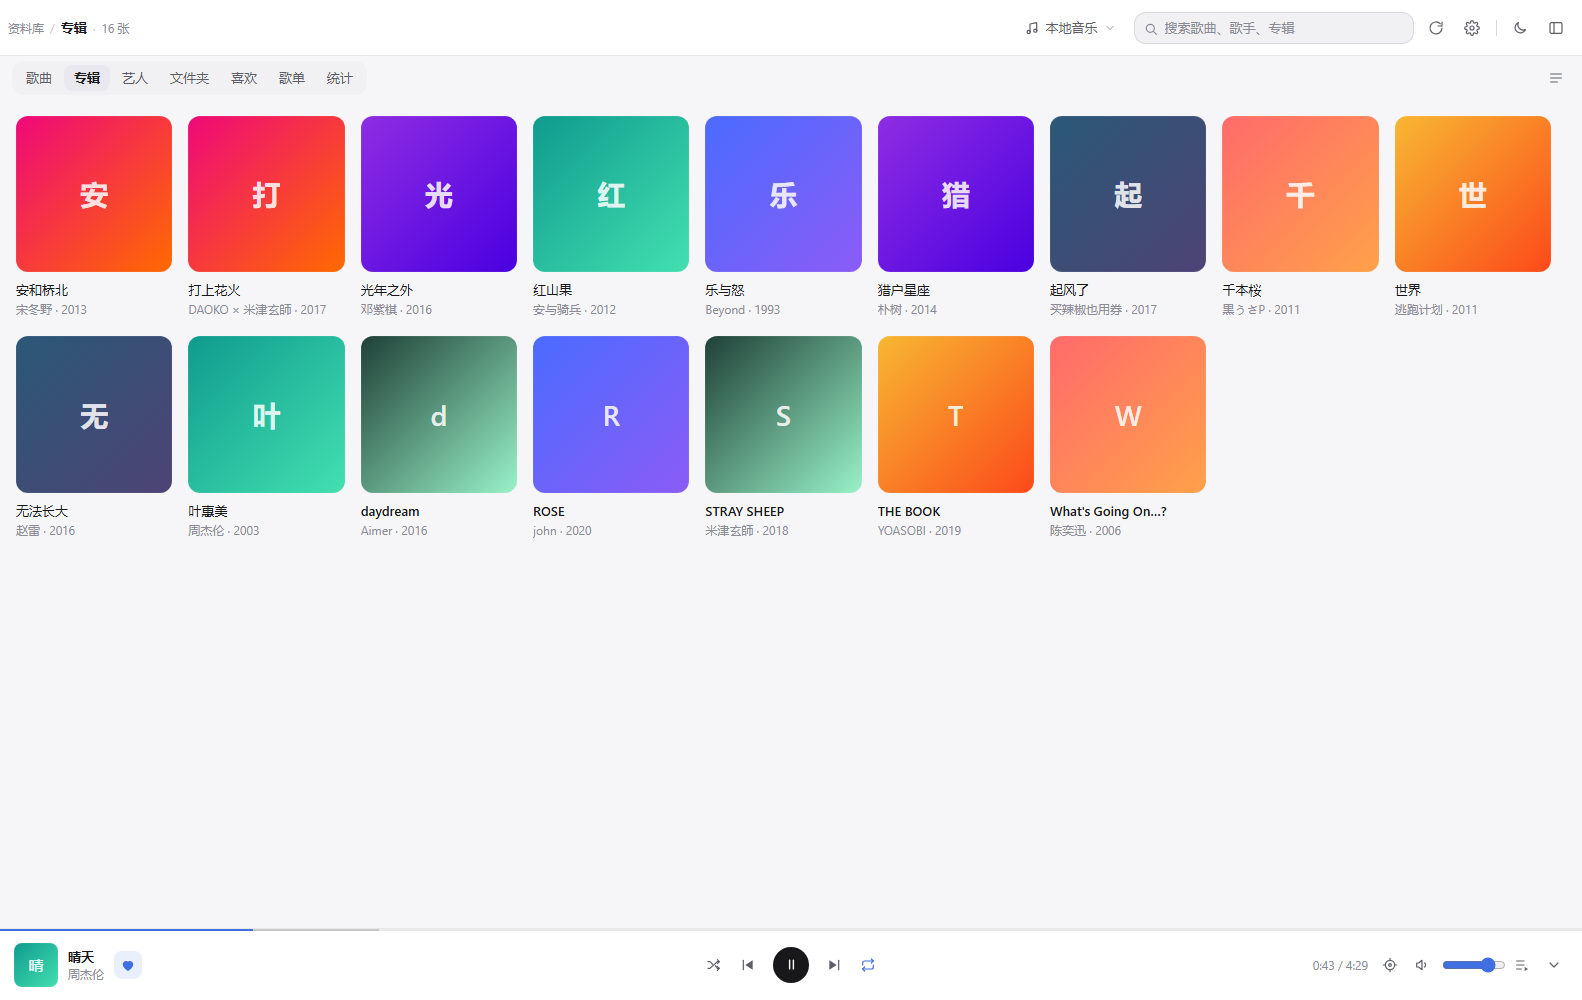 资料库 / 专辑 · 16 张
本地音乐
搜索歌曲、歌手、专辑
歌曲 专辑 艺人 文件夹 喜欢 歌单 统计
安 打 光 红 乐 猎 起 千 世
安和桥北 打上花火 光年之外 红山果 乐与怒 猎户星座 起风了 千本桜 世界
宋冬野 · 2013 DAOKO × 米津玄師 · 2017 邓紫棋 · 2016 安与骑兵 · 2012 Beyond · 1993 朴树 · 2014 买辣椒也用券 · 2017 黒うさP · 2011 逃跑计划 · 2011
无 叶 d R S T W
无法长大 叶惠美 daydream ROSE STRAY SHEEP THE BOOK What's Going On...?
赵雷 · 2016 周杰伦 · 2003 Aimer · 2016 john · 2020 米津玄師 · 2018 YOASOBI · 2019 陈奕迅 · 2006
晴 晴天
周杰伦
0:43 / 4:29